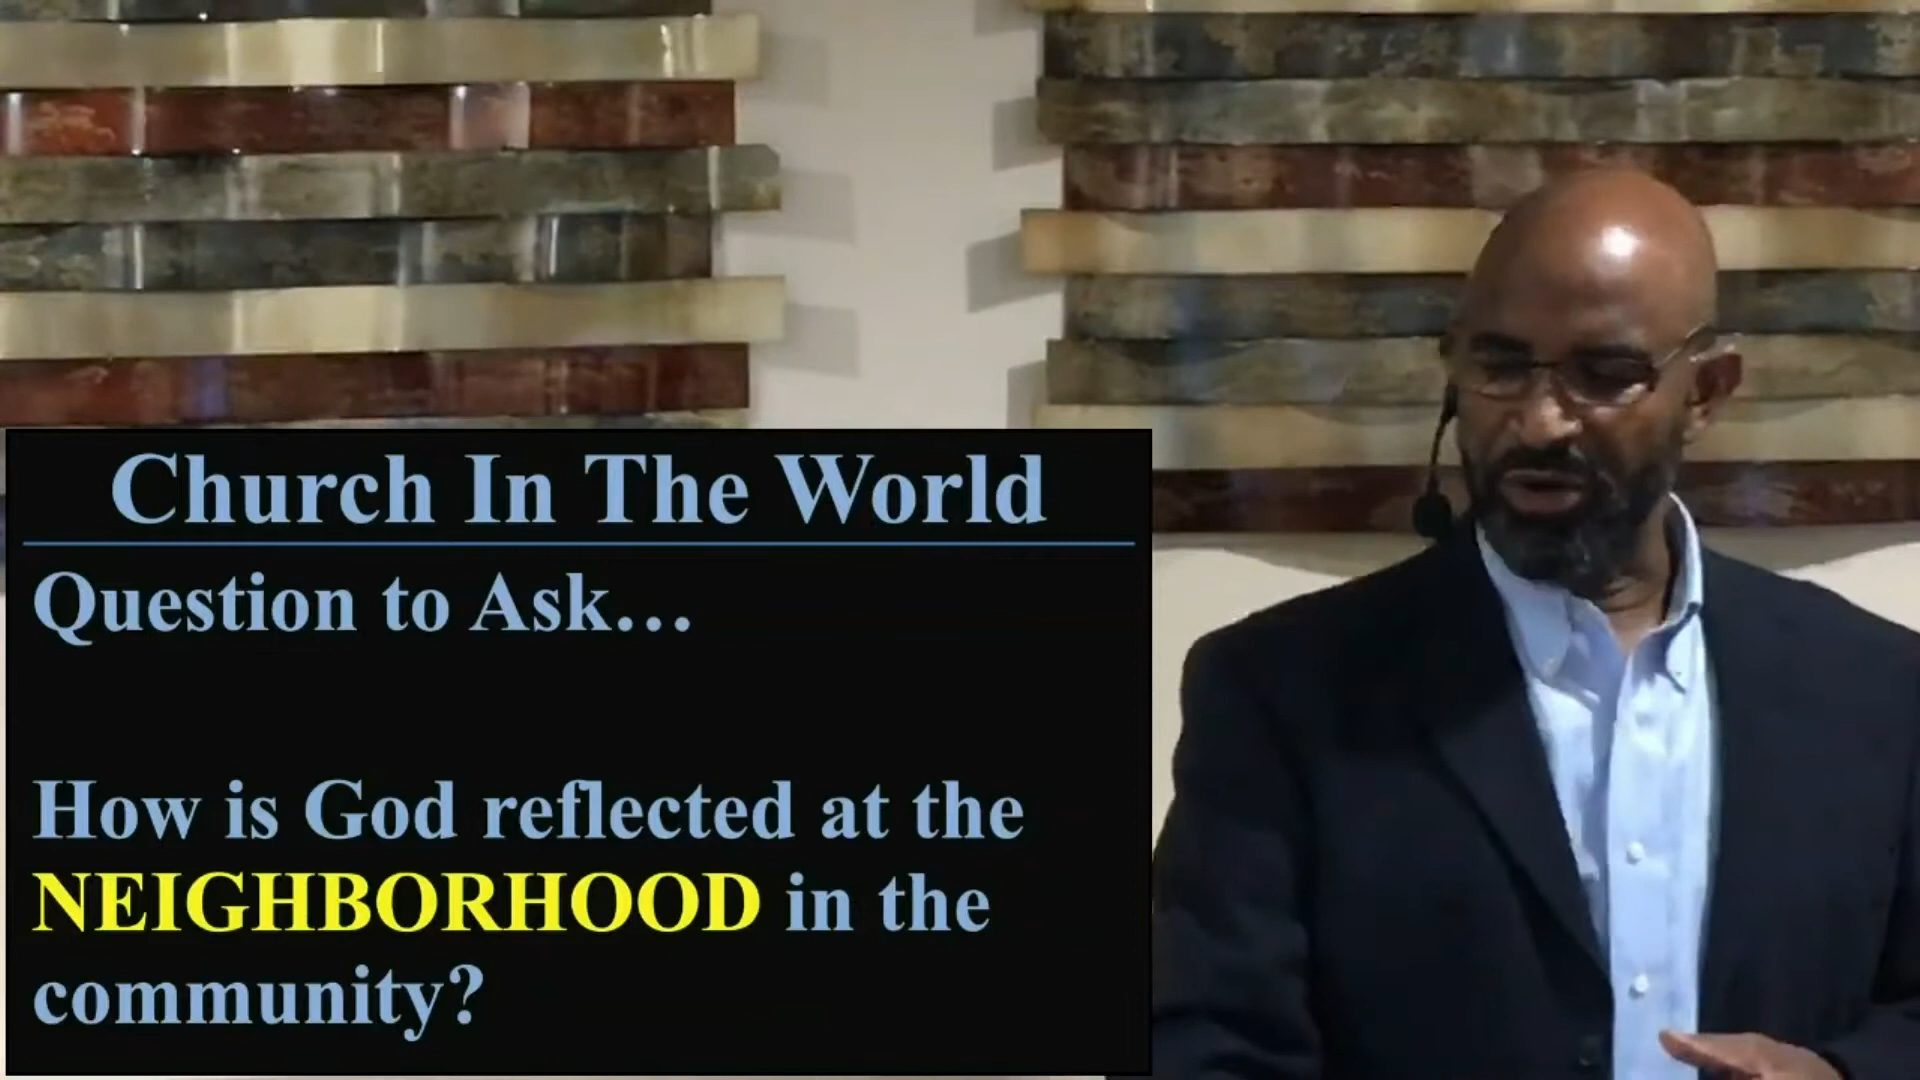 Church In The World
Question to Ask…
How is God reflected at the
NEIGHBORHOOD in the
community?